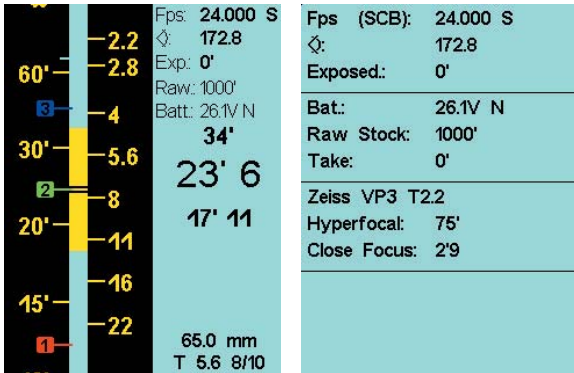 2.2
2.8
60'
3
4
30'
5.6
2
8
20'
11
16
15'
22
1
Fps: 24.000 S
172.8
Exp: 0'
Raw: 1000'
Batt: 26.1V N
34'
23' 6
17' 11
65.0 mm
T 5.6 8/10
Fps (SCB): 24.000 S
172.8
Exposed.: 0'
Bat.: 26.1V N
Raw Stock: 1000'
Take: 0'
Zeiss VP3 T2.2
Hyperfocal: 75'
Close Focus: 2'9